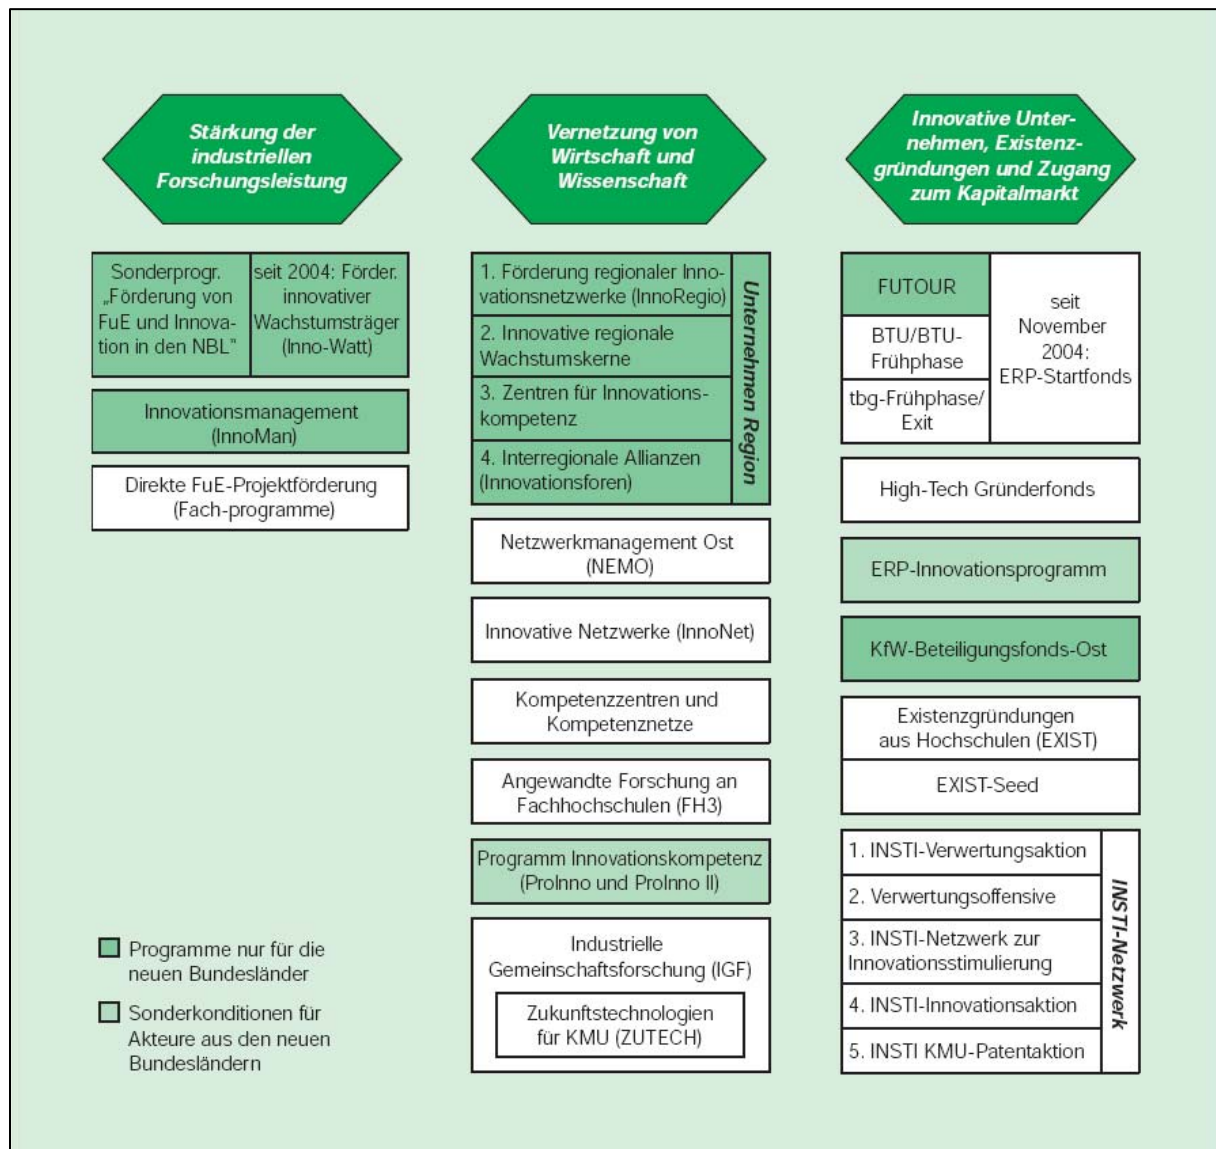 Stärkung der
industriellen
Forschungsleistung
Vernetzung von
Wirtschaft und
Wissenschaft
Innovative Unter-
nehmen, Existenz-
gründungen und Zugang
zum Kapitalmarkt
Sonderprogr.
„Förderung von
FuE und Innova-
tion in den NBL“
seit 2004: Förder.
innovativer
Wachstumsträger
(Inno-Watt)
Innovationsmanagement
(InnoMan)
Direkte FuE-Projektförderung
(Fach-programme)
1. Förderung regionaler Inno-
vationsnetzwerke (InnoRegio)
2. Innovative regionale
Wachstumskerne
3. Zentren für Innovations-
kompetenz
4. Interregionale Allianzen
(Innovationsforen)
Unternehmen Region
Netzwerkmanagement Ost
(NEMO)
Innovative Netzwerke (InnoNet)
Kompetenzzentren und
Kompetenznetze
Angewandte Forschung an
Fachhochschulen (FH3)
Programm Innovationskompetenz
(ProInno und ProInno II)
Industrielle
Gemeinschaftsforschung (IGF)
Zukunftstechnologien
für KMU (ZUTECH)
FUTOUR
BTU/BTU-
Frühphase
tbg-Frühphase/
Exit
seit
November
2004:
ERP-Startfonds
High-Tech Gründerfonds
ERP-Innovationsprogramm
KfW-Beteiligungsfonds-Ost
Existenzgründungen
aus Hochschulen (EXIST)
EXIST-Seed
1. INSTI-Verwertungsaktion
2. Verwertungsoffensive
3. INSTI-Netzwerk zur
Innovationsstimulierung
4. INSTI-Innovationsaktion
5. INSTI KMU-Patentaktion
INSTI-Netzwerk
Programme nur für die
neuen Bundesländer
Sonderkonditionen für
Akteure aus den neuen
Bundesländern